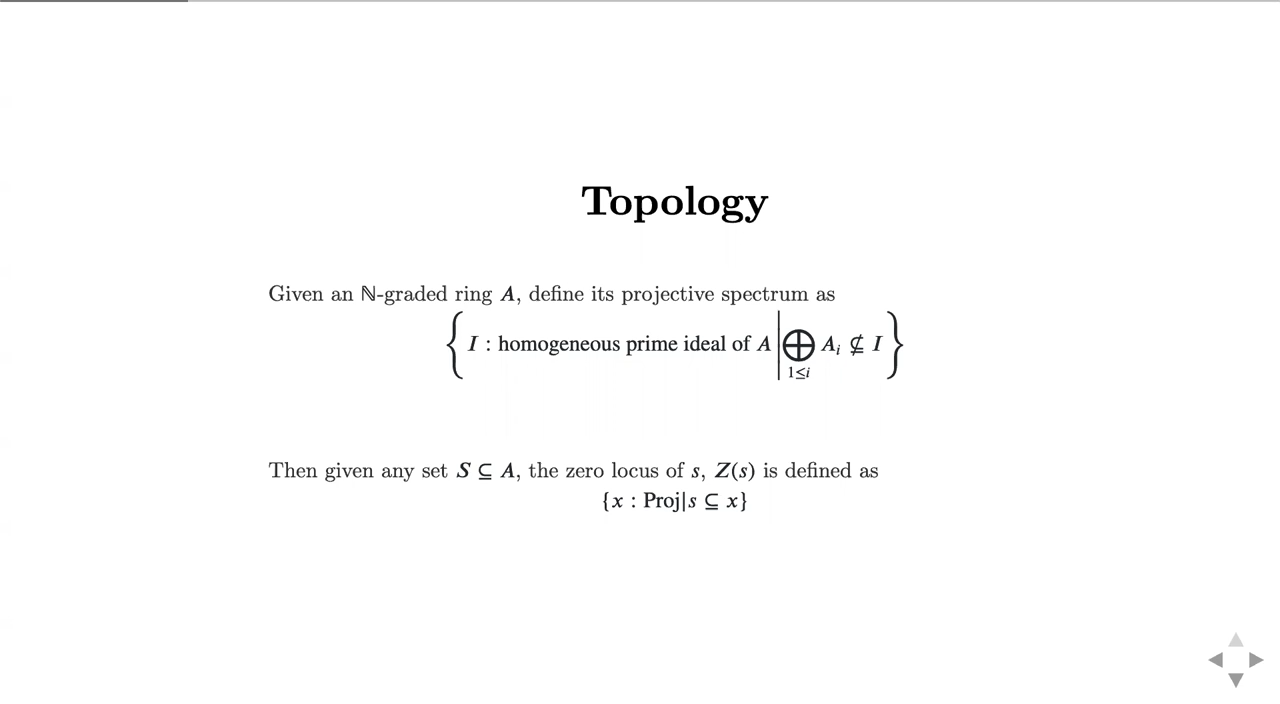 Topology
Given an ℕ-graded ring A, define its projective spectrum as
{ I : homogeneous prime ideal of A | ⨁_{1≤i} A_i ⊈ I }
Then given any set S ⊆ A, the zero locus of s, Z(s) is defined as
{x : Proj|s ⊆ x}